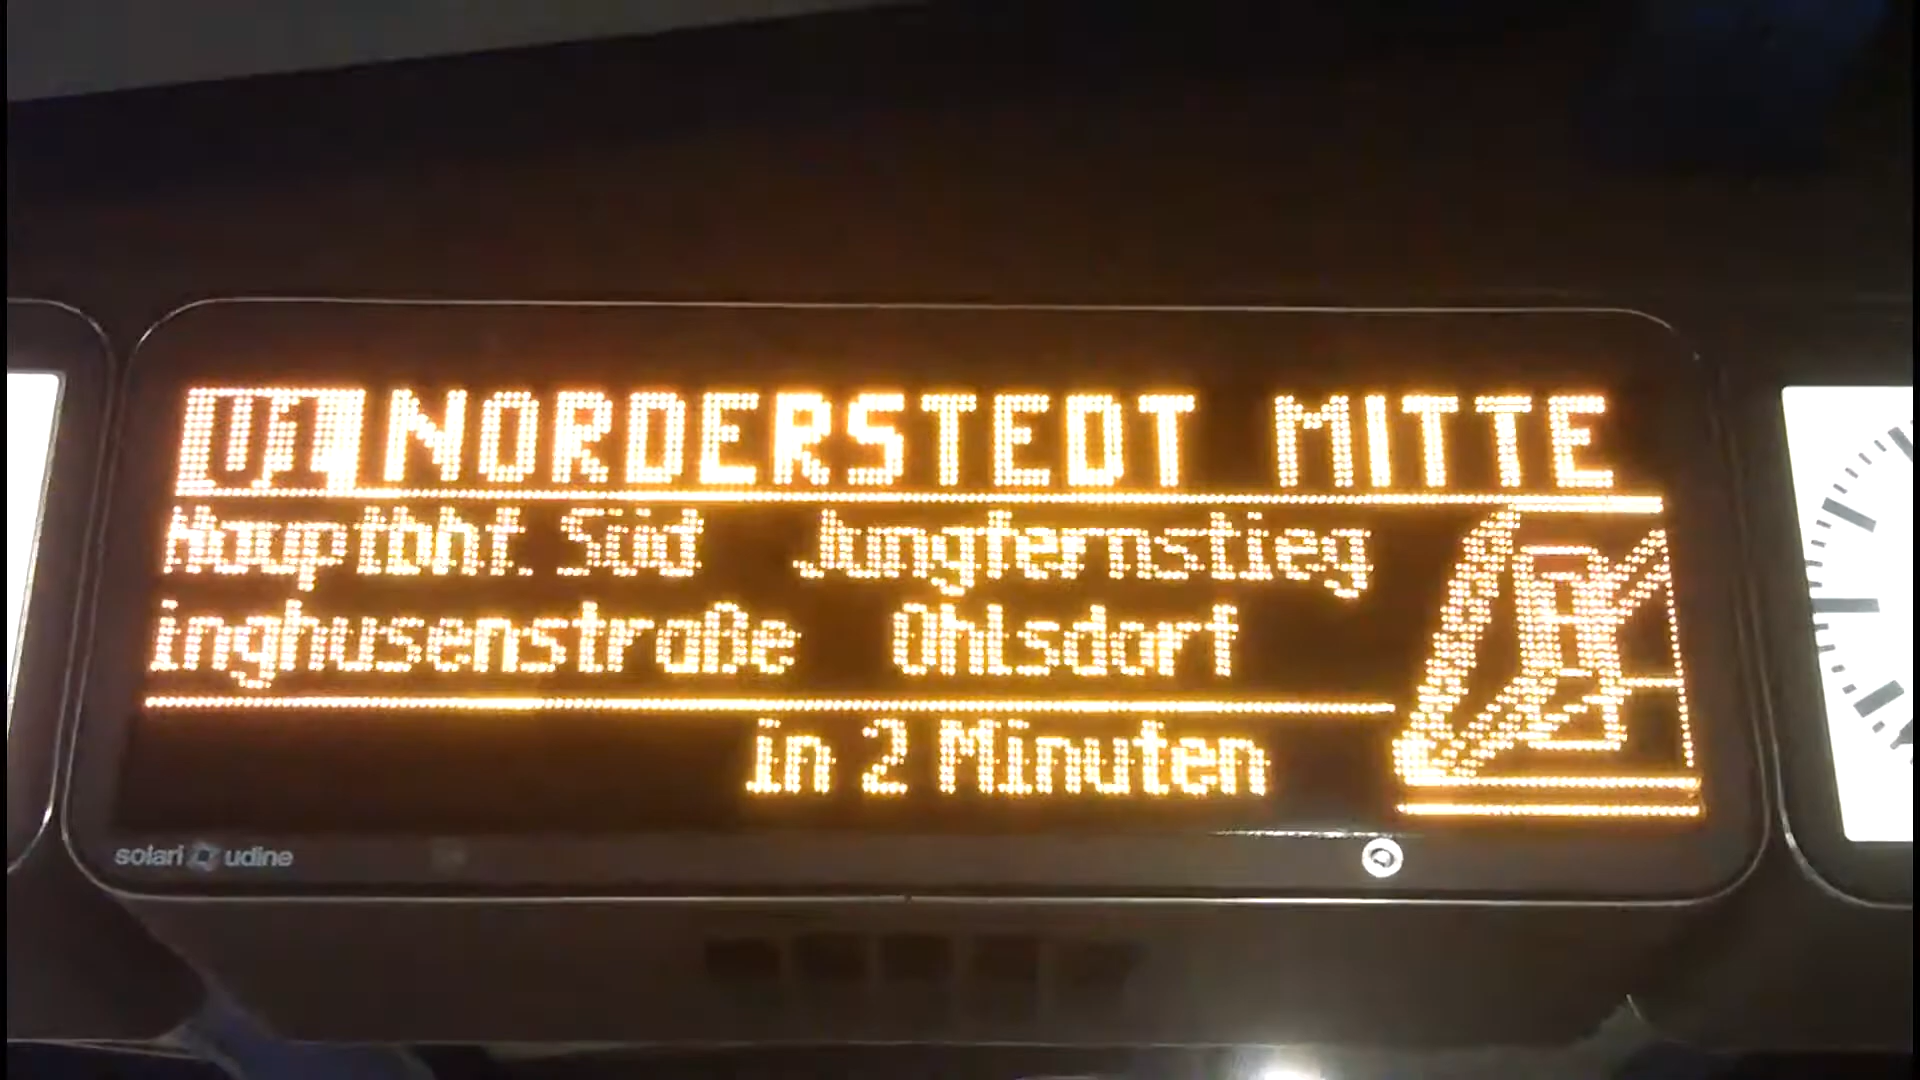 U1 NORDERSTEDT MITTE
Hauptbhf. Süd Jungfernstieg
inghusenstraße Ohlsdorf
in 2 Minuten
solari udine